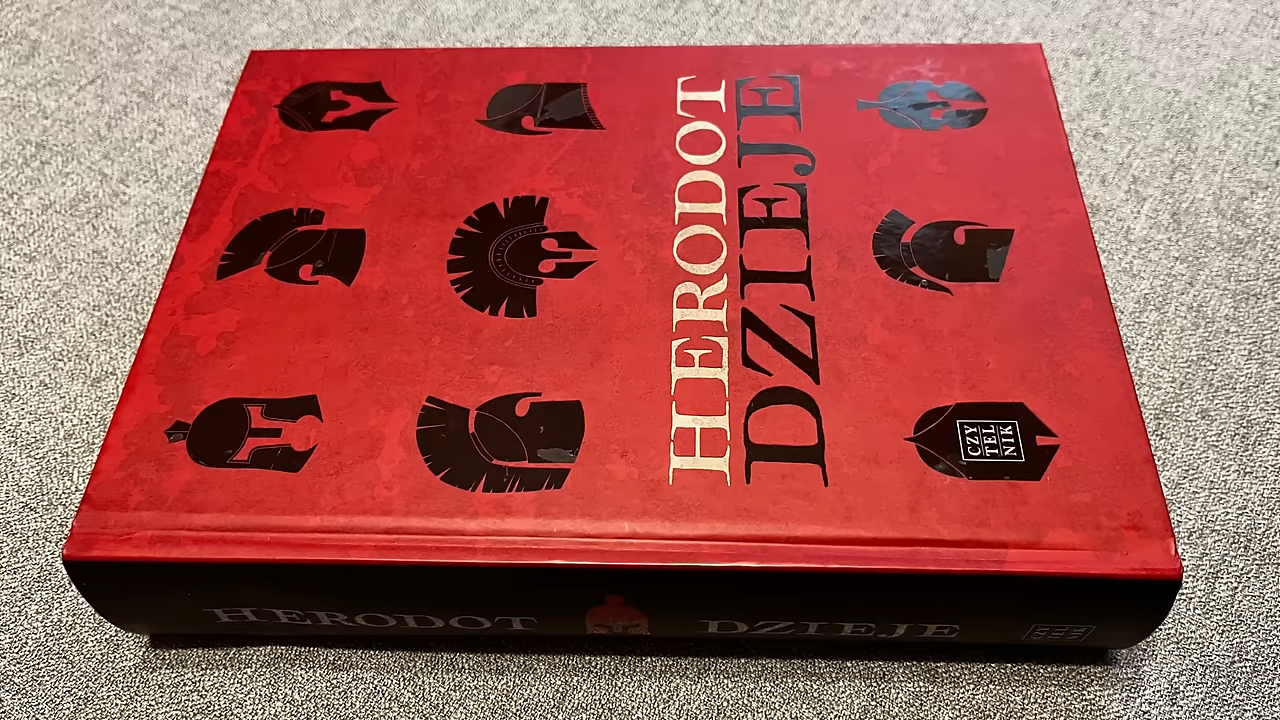 HERODOT
DZIEJE
CZY
TEL
NIK
HERODOT DZIEJE